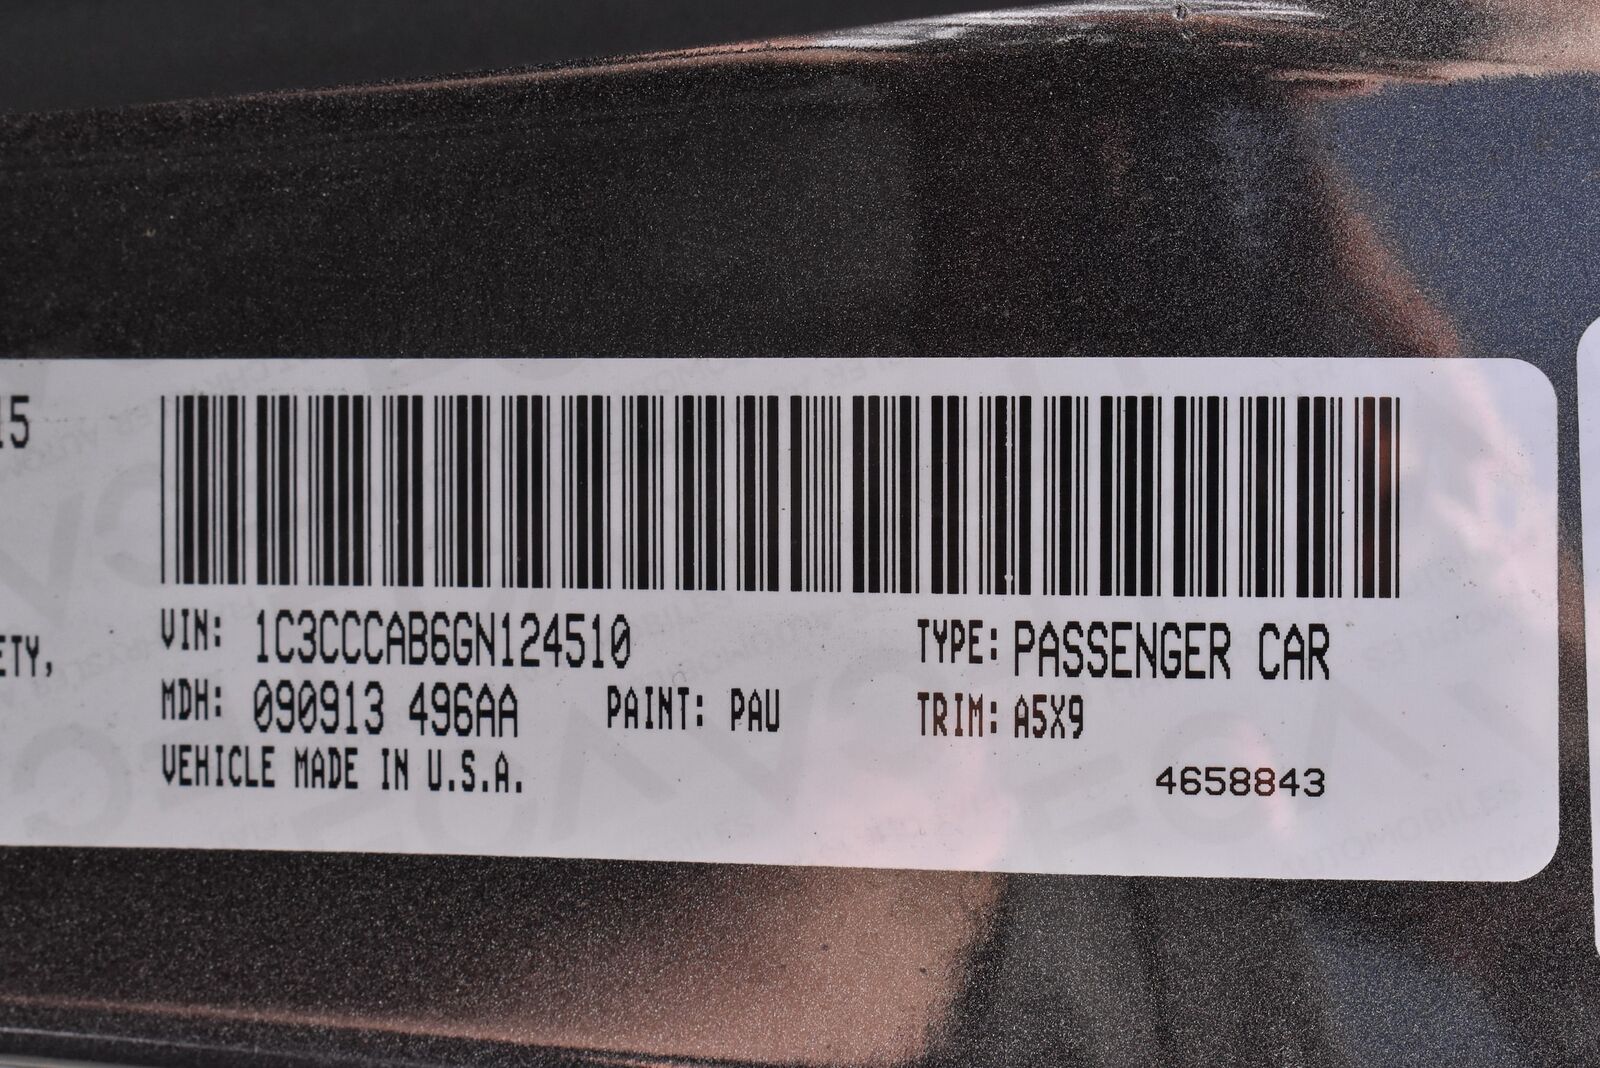 15
VIN: 1C3CCCAB6GN124510 TYPE: PASSENGER CAR
ETY,
MDH: 090913 496AA PAINT: PAU TRIM: A5X9
VEHICLE MADE IN U.S.A. 4658843